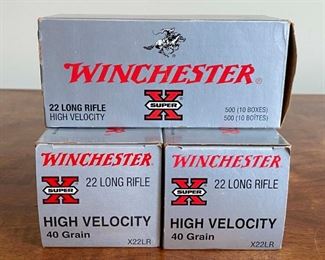 WINCHESTER®
22 LONG RIFLE
HIGH VELOCITY
X
SUPER
500 (10 BOXES)
500 (10 BOÎTES)
WINCHESTER
X
SUPER
22 LONG RIFLE
HIGH VELOCITY
40 Grain
X22LR
WINCHESTER
X
SUPER
22 LONG RIFLE
HIGH VELOCITY
40 Grain
X22LR